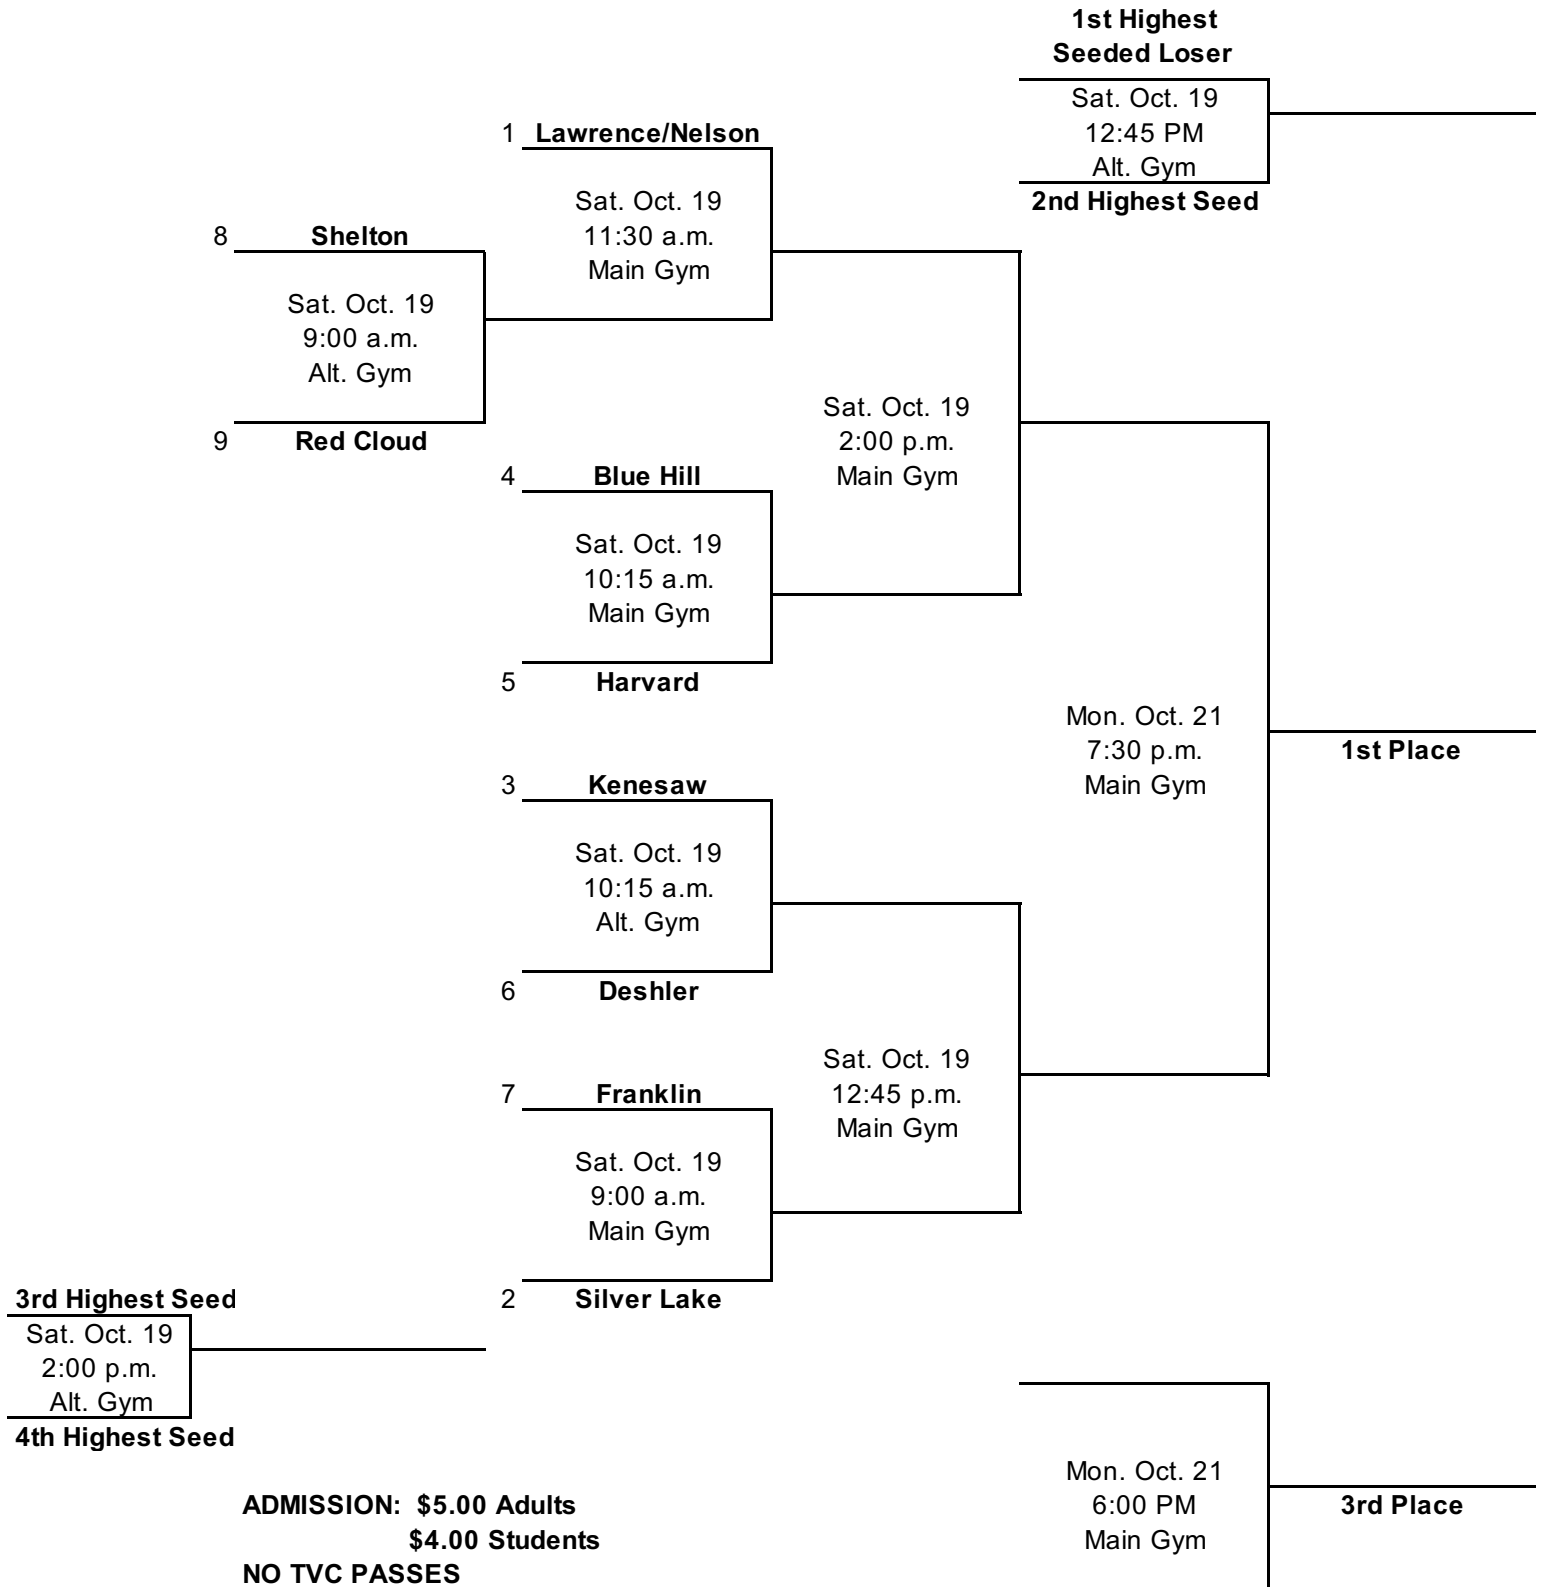 1st Highest
Seeded Loser
Sat. Oct. 19
12:45 PM
Alt. Gym
2nd Highest Seed
1 Lawrence/Nelson
Sat. Oct. 19
11:30 a.m.
Main Gym
8 Shelton
Sat. Oct. 19
9:00 a.m.
Alt. Gym
9 Red Cloud
Sat. Oct. 19
2:00 p.m.
Main Gym
4 Blue Hill
Sat. Oct. 19
10:15 a.m.
Main Gym
5 Harvard
Mon. Oct. 21
7:30 p.m.
Main Gym
1st Place
3 Kenesaw
Sat. Oct. 19
10:15 a.m.
Alt. Gym
6 Deshler
Sat. Oct. 19
12:45 p.m.
Main Gym
7 Franklin
Sat. Oct. 19
9:00 a.m.
Main Gym
2 Silver Lake
3rd Highest Seed
Sat. Oct. 19
2:00 p.m.
Alt. Gym
4th Highest Seed
Mon. Oct. 21
6:00 PM
Main Gym
3rd Place
ADMISSION: $5.00 Adults
$4.00 Students
NO TVC PASSES